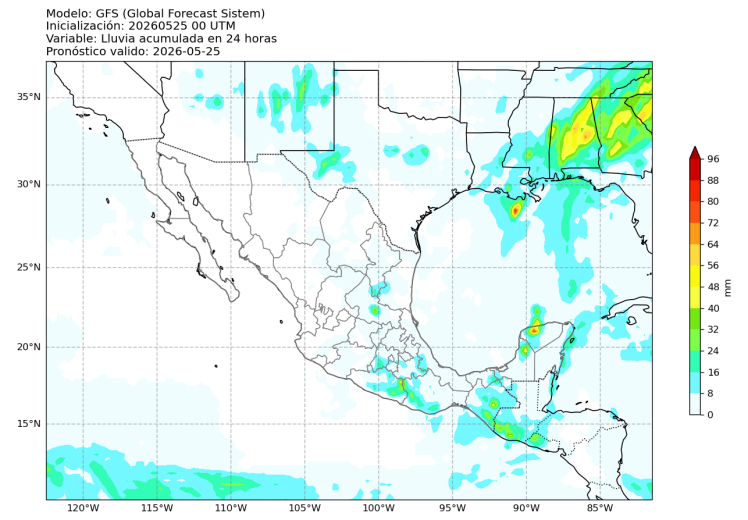 Modelo: GFS (Global Forecast Sistem)
Inicialización: 20260525 00 UTM
Variable: Lluvia acumulada en 24 horas
Pronóstico valido: 2026-05-25
35°N
30°N
25°N
20°N
15°N
120°W 115°W 110°W 105°W 100°W 95°W 90°W 85°W
96
88
80
72
64
56
48
40
32
24
16
8
0
mm